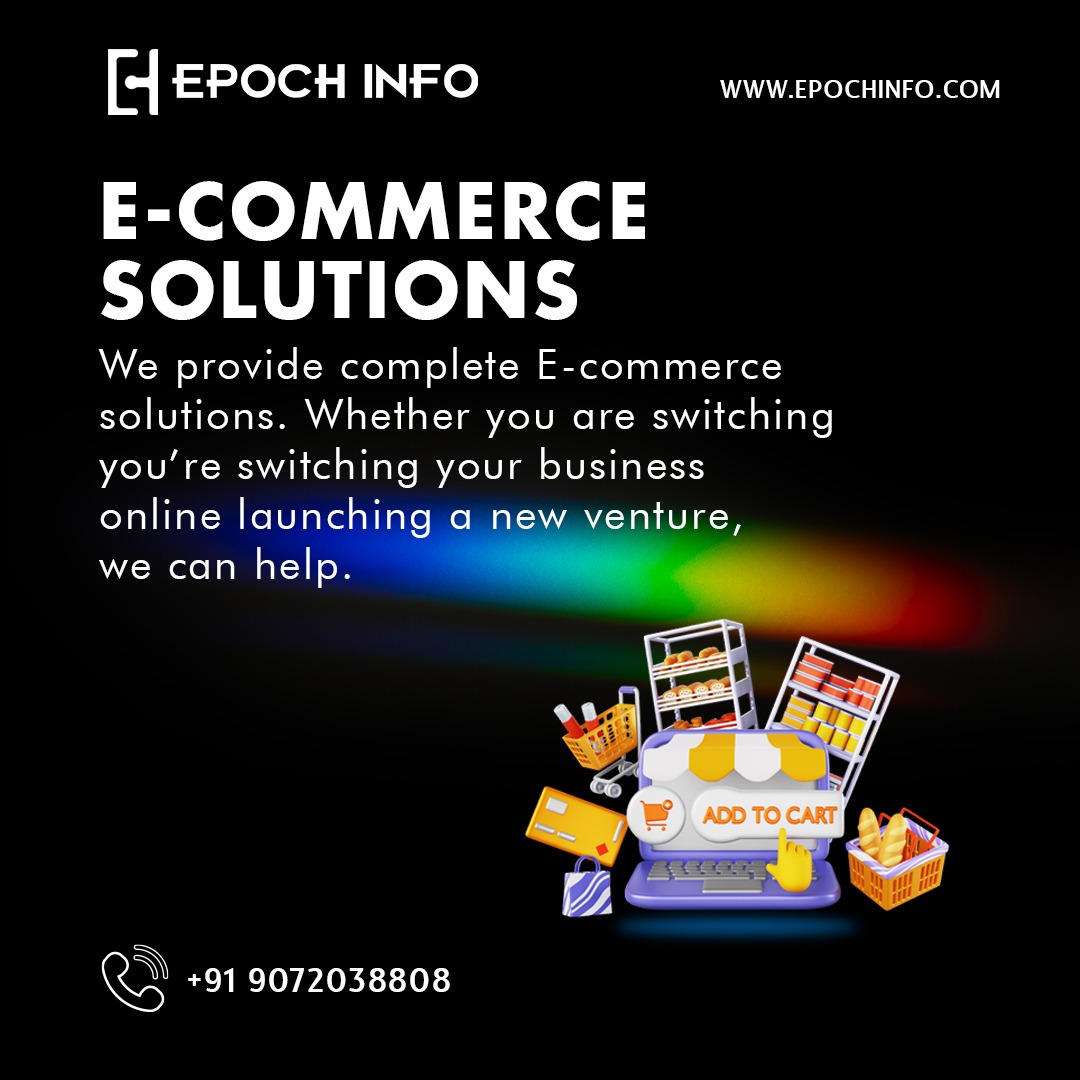 EPOCH INFO
WWW.EPOCHINFO.COM
E-COMMERCE
SOLUTIONS
We provide complete E-commerce
solutions. Whether you are switching
you’re switching your business
online launching a new venture,
we can help.
ADD TO CART
+91 9072038808